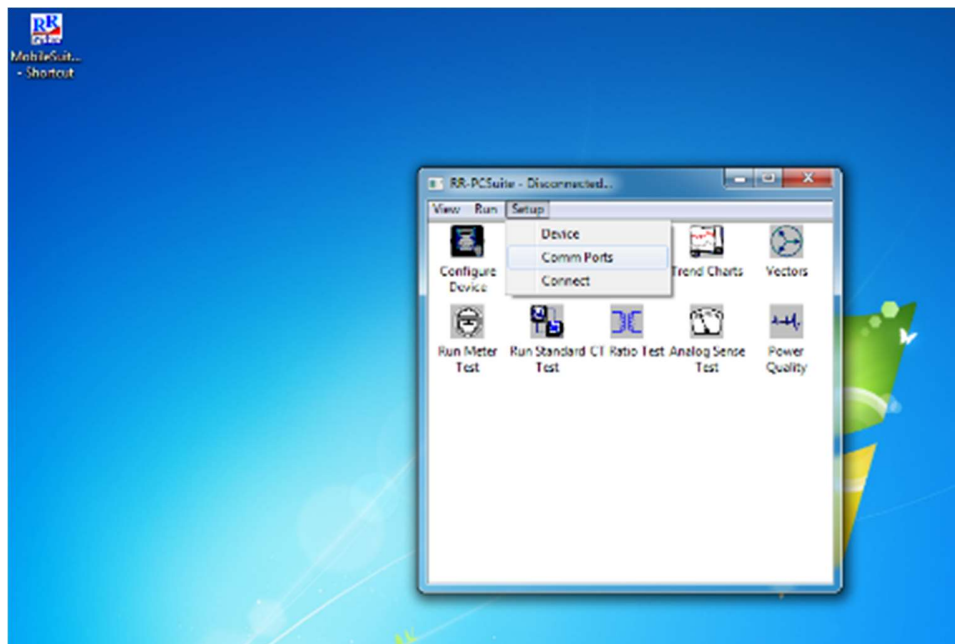 RR
MobileSuit...
- Shortcut
RR-PCSuite - Disconnected...
View Run Setup
Device
Comm Ports
Connect
Configure
Device
Trend Charts
Vectors
Run Meter
Test
Run Standard
Test
CT Ratio Test
Analog Sense
Test
Power
Quality